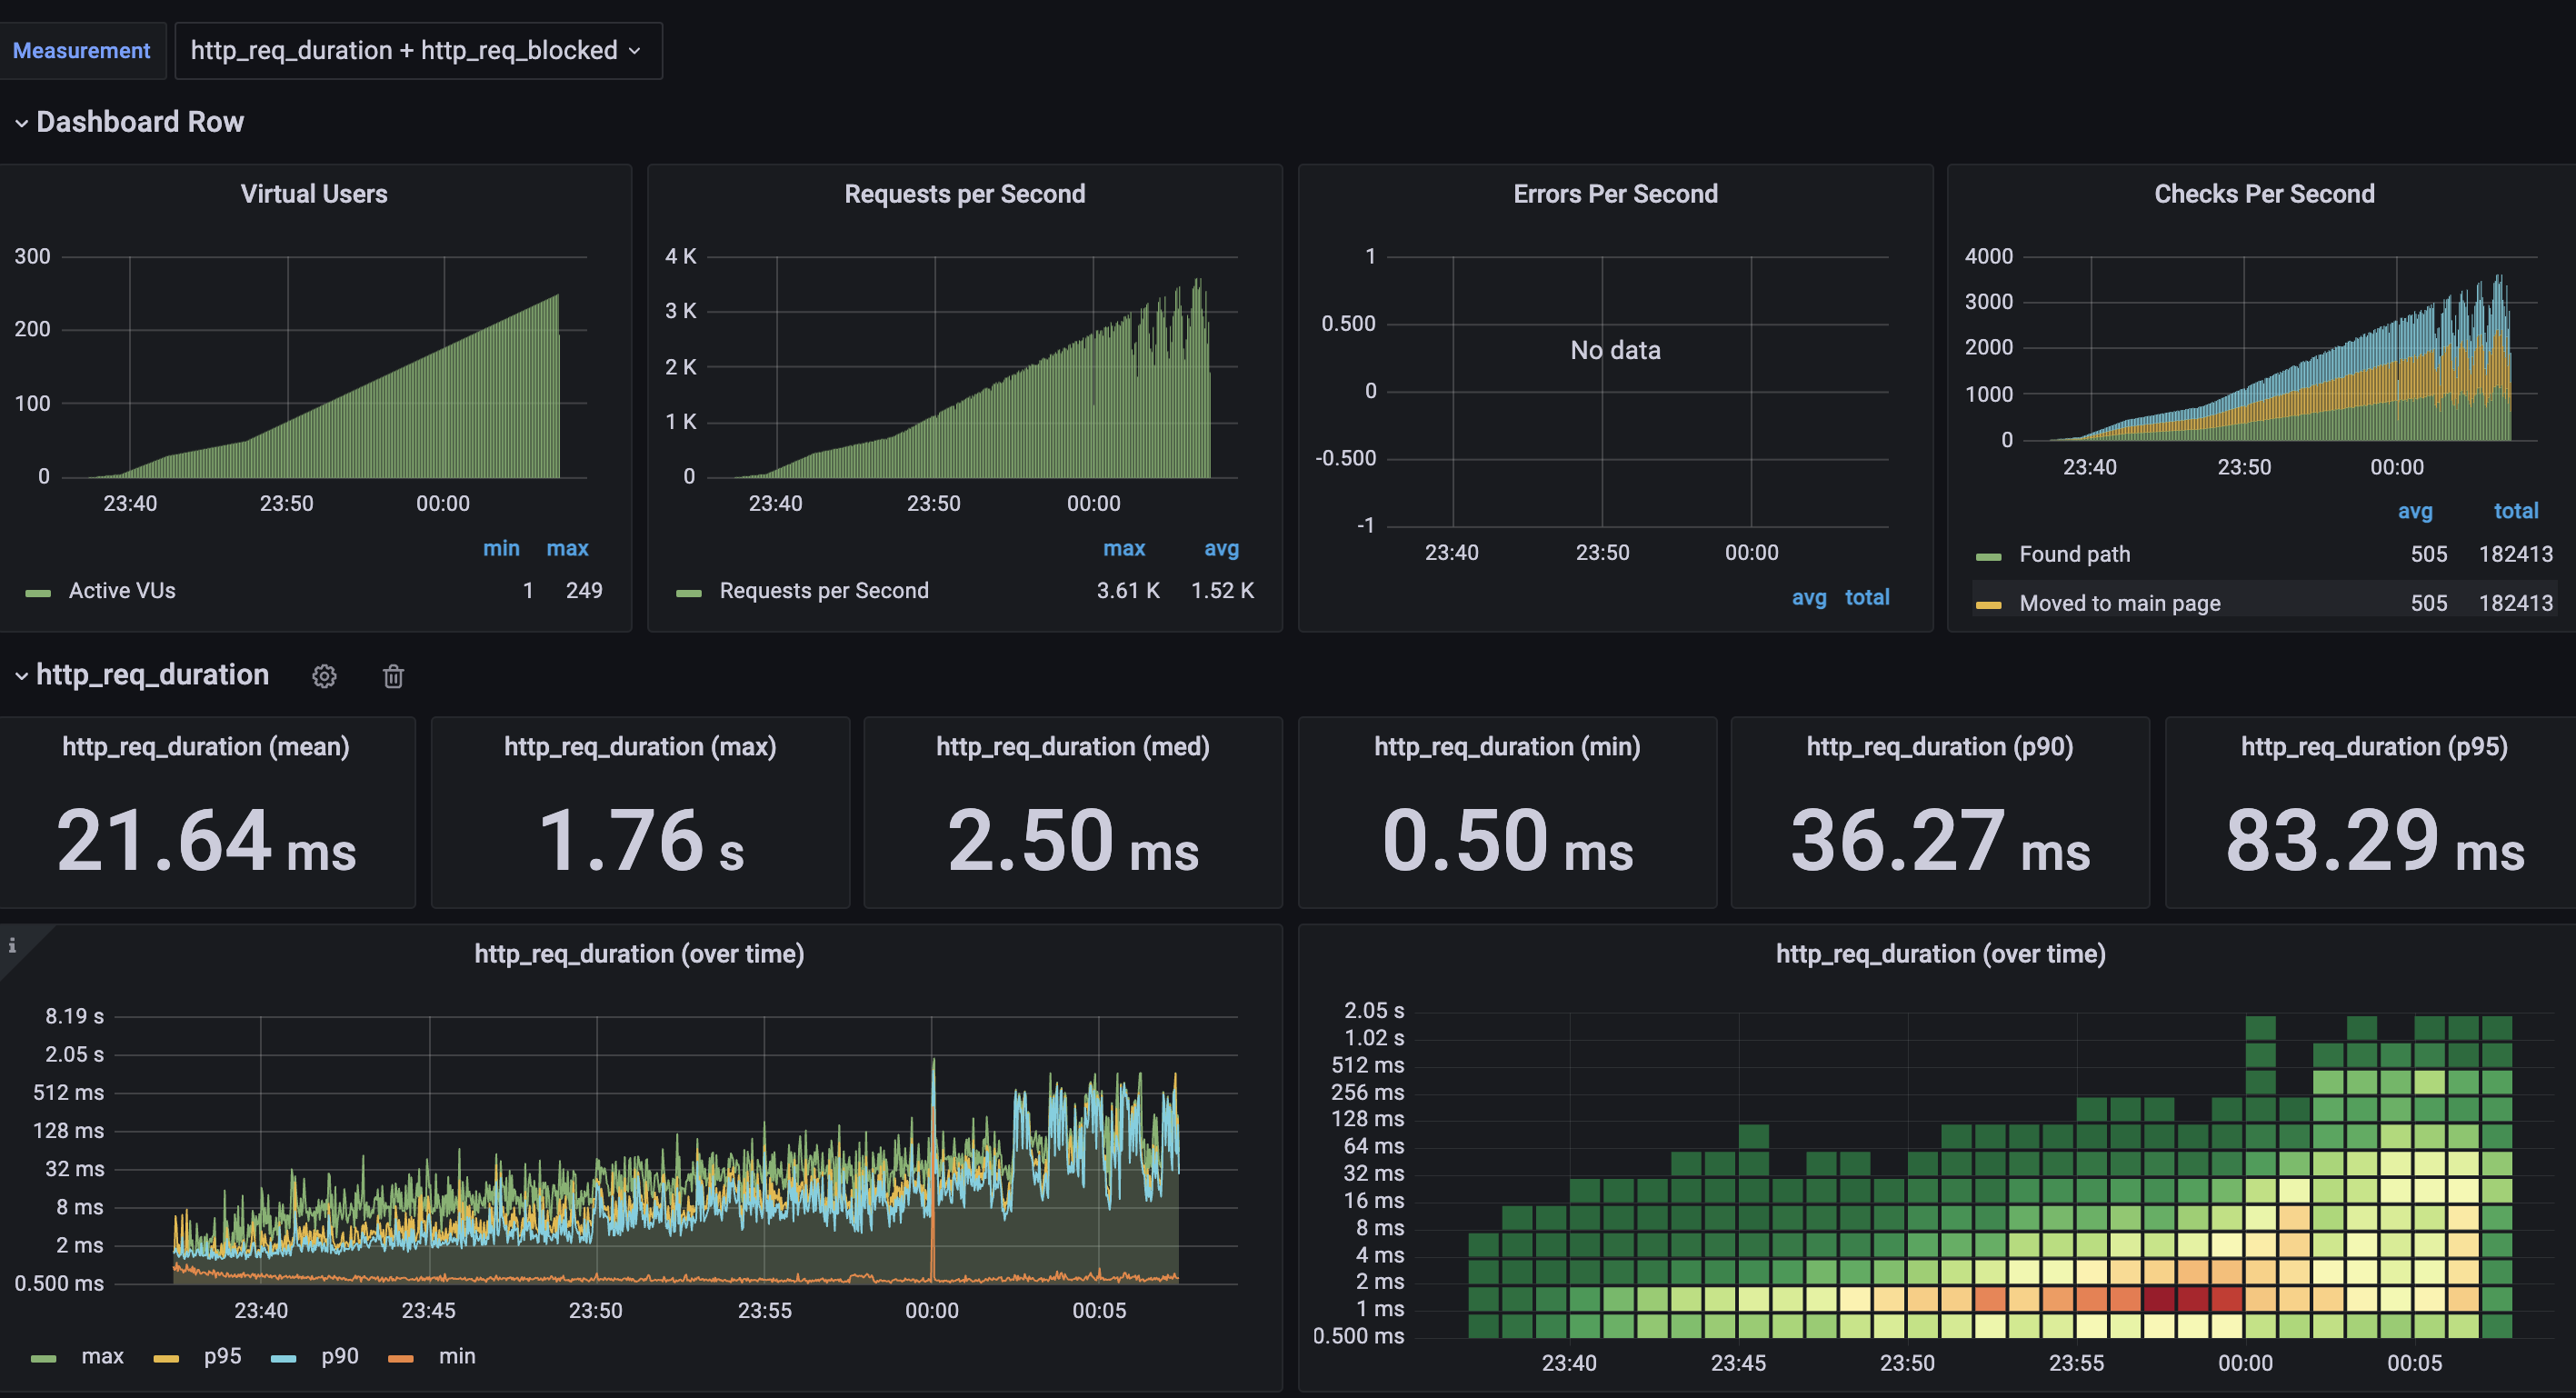 Measurement
http_req_duration + http_req_blocked
Dashboard Row
Virtual Users
300
200
100
0
23:40 23:50 00:00
min max
Active VUs 1 249
Requests per Second
4 K
3 K
2 K
1 K
0
23:40 23:50 00:00
max avg
Requests per Second 3.61 K 1.52 K
Errors Per Second
1
0.500
0
-0.500
-1
No data
23:40 23:50 00:00
avg total
Checks Per Second
4000
3000
2000
1000
0
23:40 23:50 00:00
avg total
Found path 505 182413
Moved to main page 505 182413
http_req_duration
http_req_duration (mean)
21.64 ms
http_req_duration (max)
1.76 s
http_req_duration (med)
2.50 ms
http_req_duration (min)
0.50 ms
http_req_duration (p90)
36.27 ms
http_req_duration (p95)
83.29 ms
i
http_req_duration (over time)
8.19 s
2.05 s
512 ms
128 ms
32 ms
8 ms
2 ms
0.500 ms
23:40 23:45 23:50 23:55 00:00 00:05
max p95 p90 min
http_req_duration (over time)
2.05 s
1.02 s
512 ms
256 ms
128 ms
64 ms
32 ms
16 ms
8 ms
4 ms
2 ms
1 ms
0.500 ms
23:40 23:45 23:50 23:55 00:00 00:05